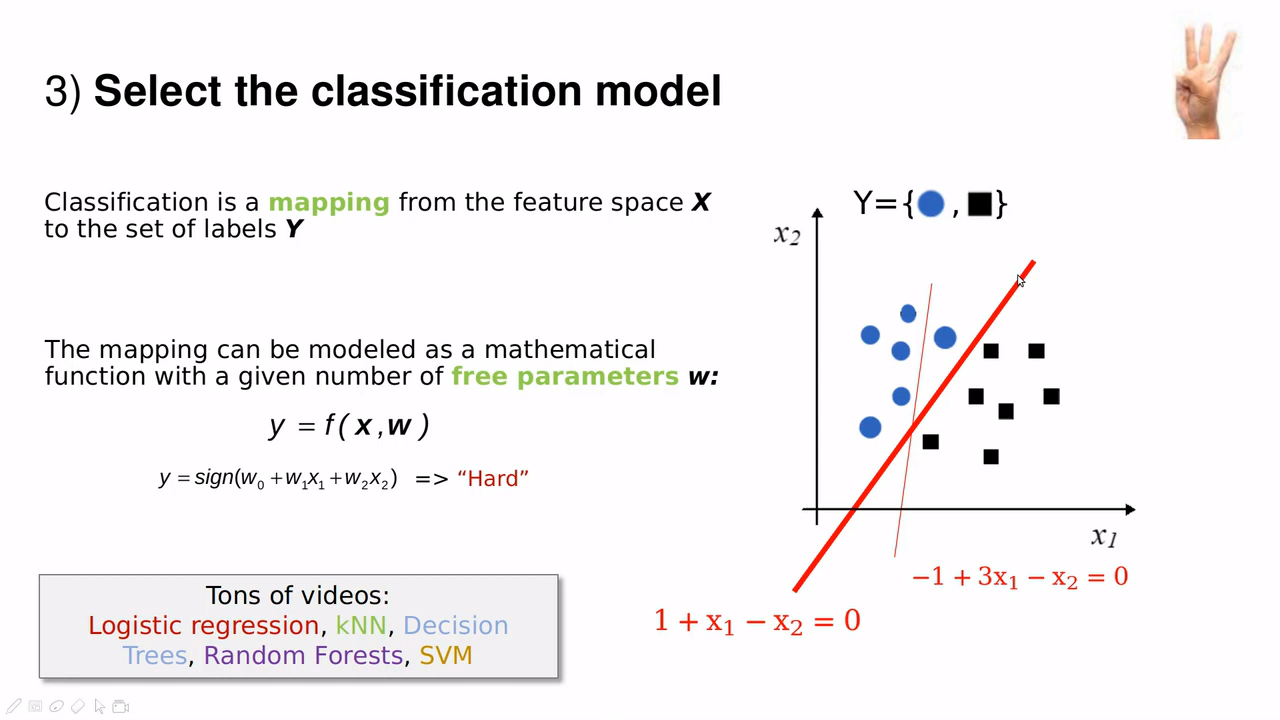 3) Select the classification model
Classification is a mapping from the feature space X
to the set of labels Y
The mapping can be modeled as a mathematical
function with a given number of free parameters w:
y = f ( x , w )
y = sign(w₀ + w₁x₁ + w₂x₂) => “Hard”
Tons of videos:
Logistic regression, kNN, Decision
Trees, Random Forests, SVM
Y={ , }
x₂
x₁
−1 + 3x₁ − x₂ = 0
1 + x₁ − x₂ = 0